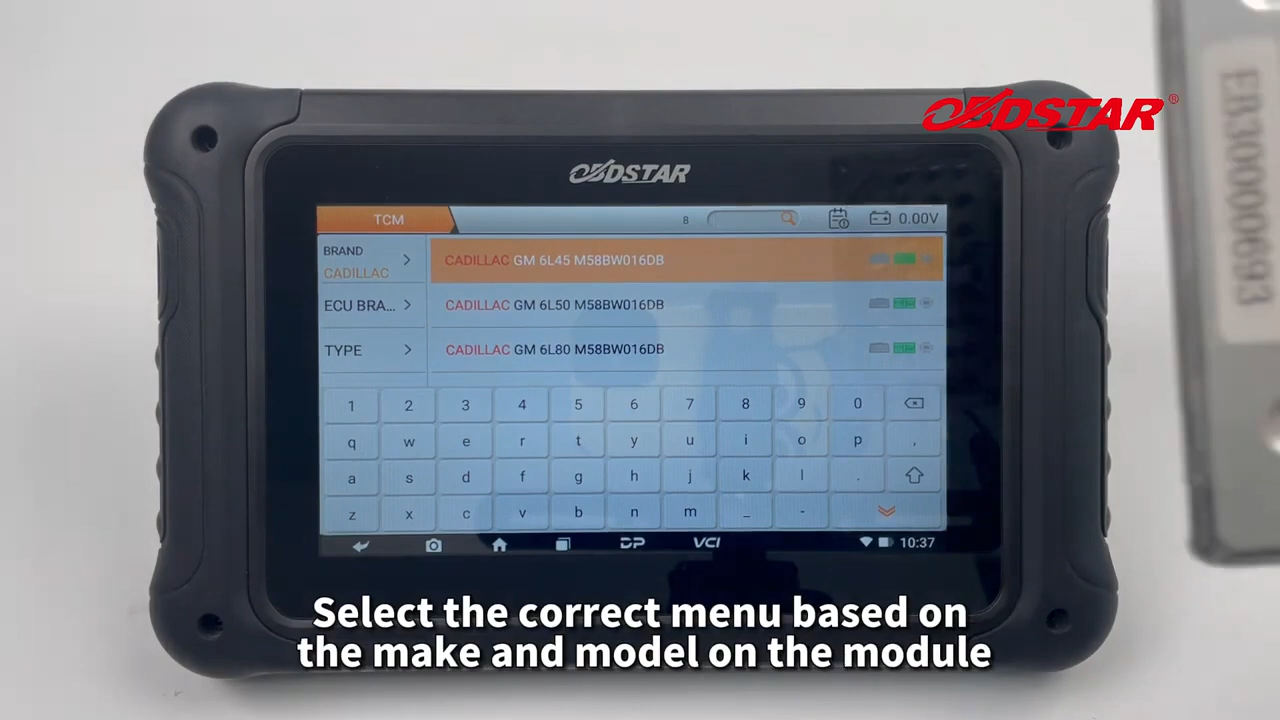 OBDSTAR®
OBDSTAR
TCM
8
0.00V
BRAND
CADILLAC
ECU BRA...
TYPE
CADILLAC GM 6L45 M58BW016DB
CADILLAC GM 6L50 M58BW016DB
CADILLAC GM 6L80 M58BW016DB
1 2 3 4 5 6 7 8 9 0
q w e r t y u i o p ,
a s d f g h j k l .
z x c v b n m _ -
DP VCI 10:37
EB3000693
Select the correct menu based on
the make and model on the module